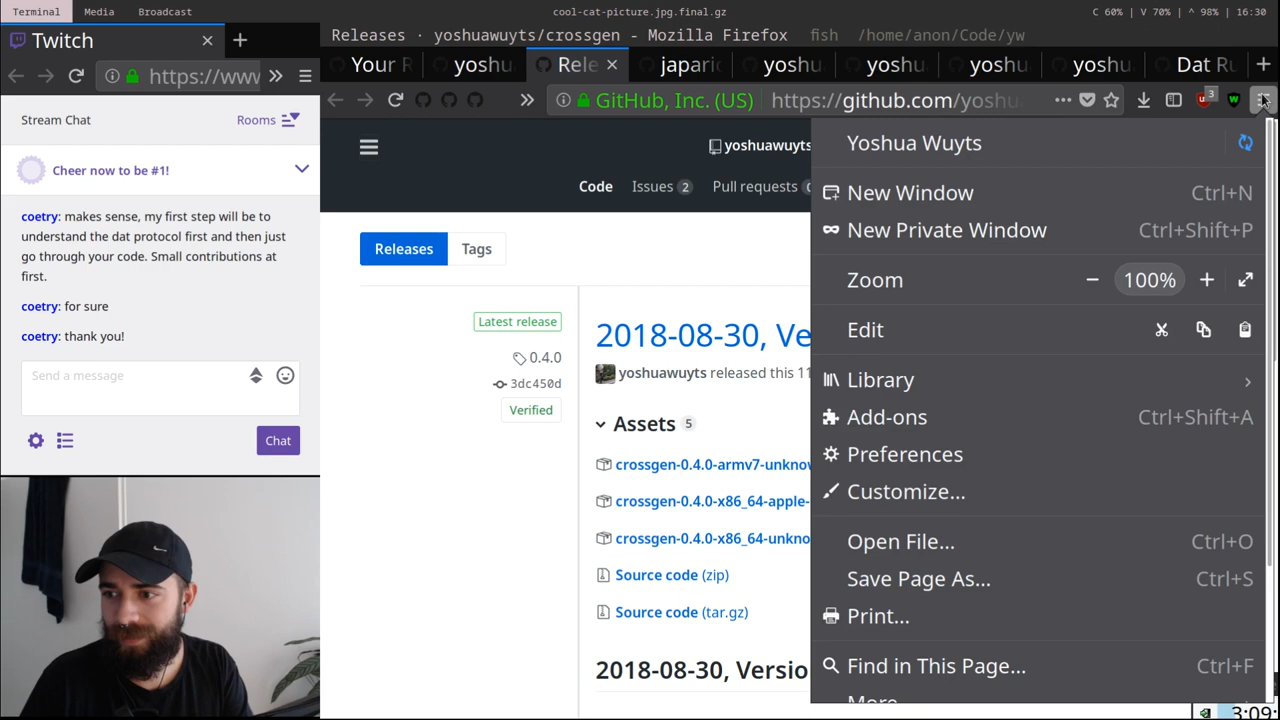 Terminal Media Broadcast cool-cat-picture.jpg.final.gz C 60% | V 70% | ^ 98% | 16:30
Twitch
https://www
Stream Chat Rooms
Cheer now to be #1!
coetry: makes sense, my first step will be to
understand the dat protocol first and then just
go through your code. Small contributions at
first.
coetry: for sure
coetry: thank you!
Send a message
Chat
Releases · yoshuawuyts/crossgen - Mozilla Firefox fish /home/anon/Code/yw
Your R yoshu Rele japaric yoshu yoshu yoshu yoshu Dat Ru
GitHub, Inc. (US) https://github.com/yoshu 3
yoshuawuyts
Code Issues 2 Pull requests
Releases Tags
Latest release
0.4.0
3dc450d
Verified
2018-08-30, Ve
yoshuawuyts released this 11
Assets 5
crossgen-0.4.0-armv7-unknow
crossgen-0.4.0-x86_64-apple-
crossgen-0.4.0-x86_64-unkno
Source code (zip)
Source code (tar.gz)
2018-08-30, Versio
Yoshua Wuyts
New Window Ctrl+N
New Private Window Ctrl+Shift+P
Zoom − 100% +
Edit
Library
Add-ons Ctrl+Shift+A
Preferences
Customize...
Open File... Ctrl+O
Save Page As... Ctrl+S
Print...
Find in This Page... Ctrl+F
More
3:09: